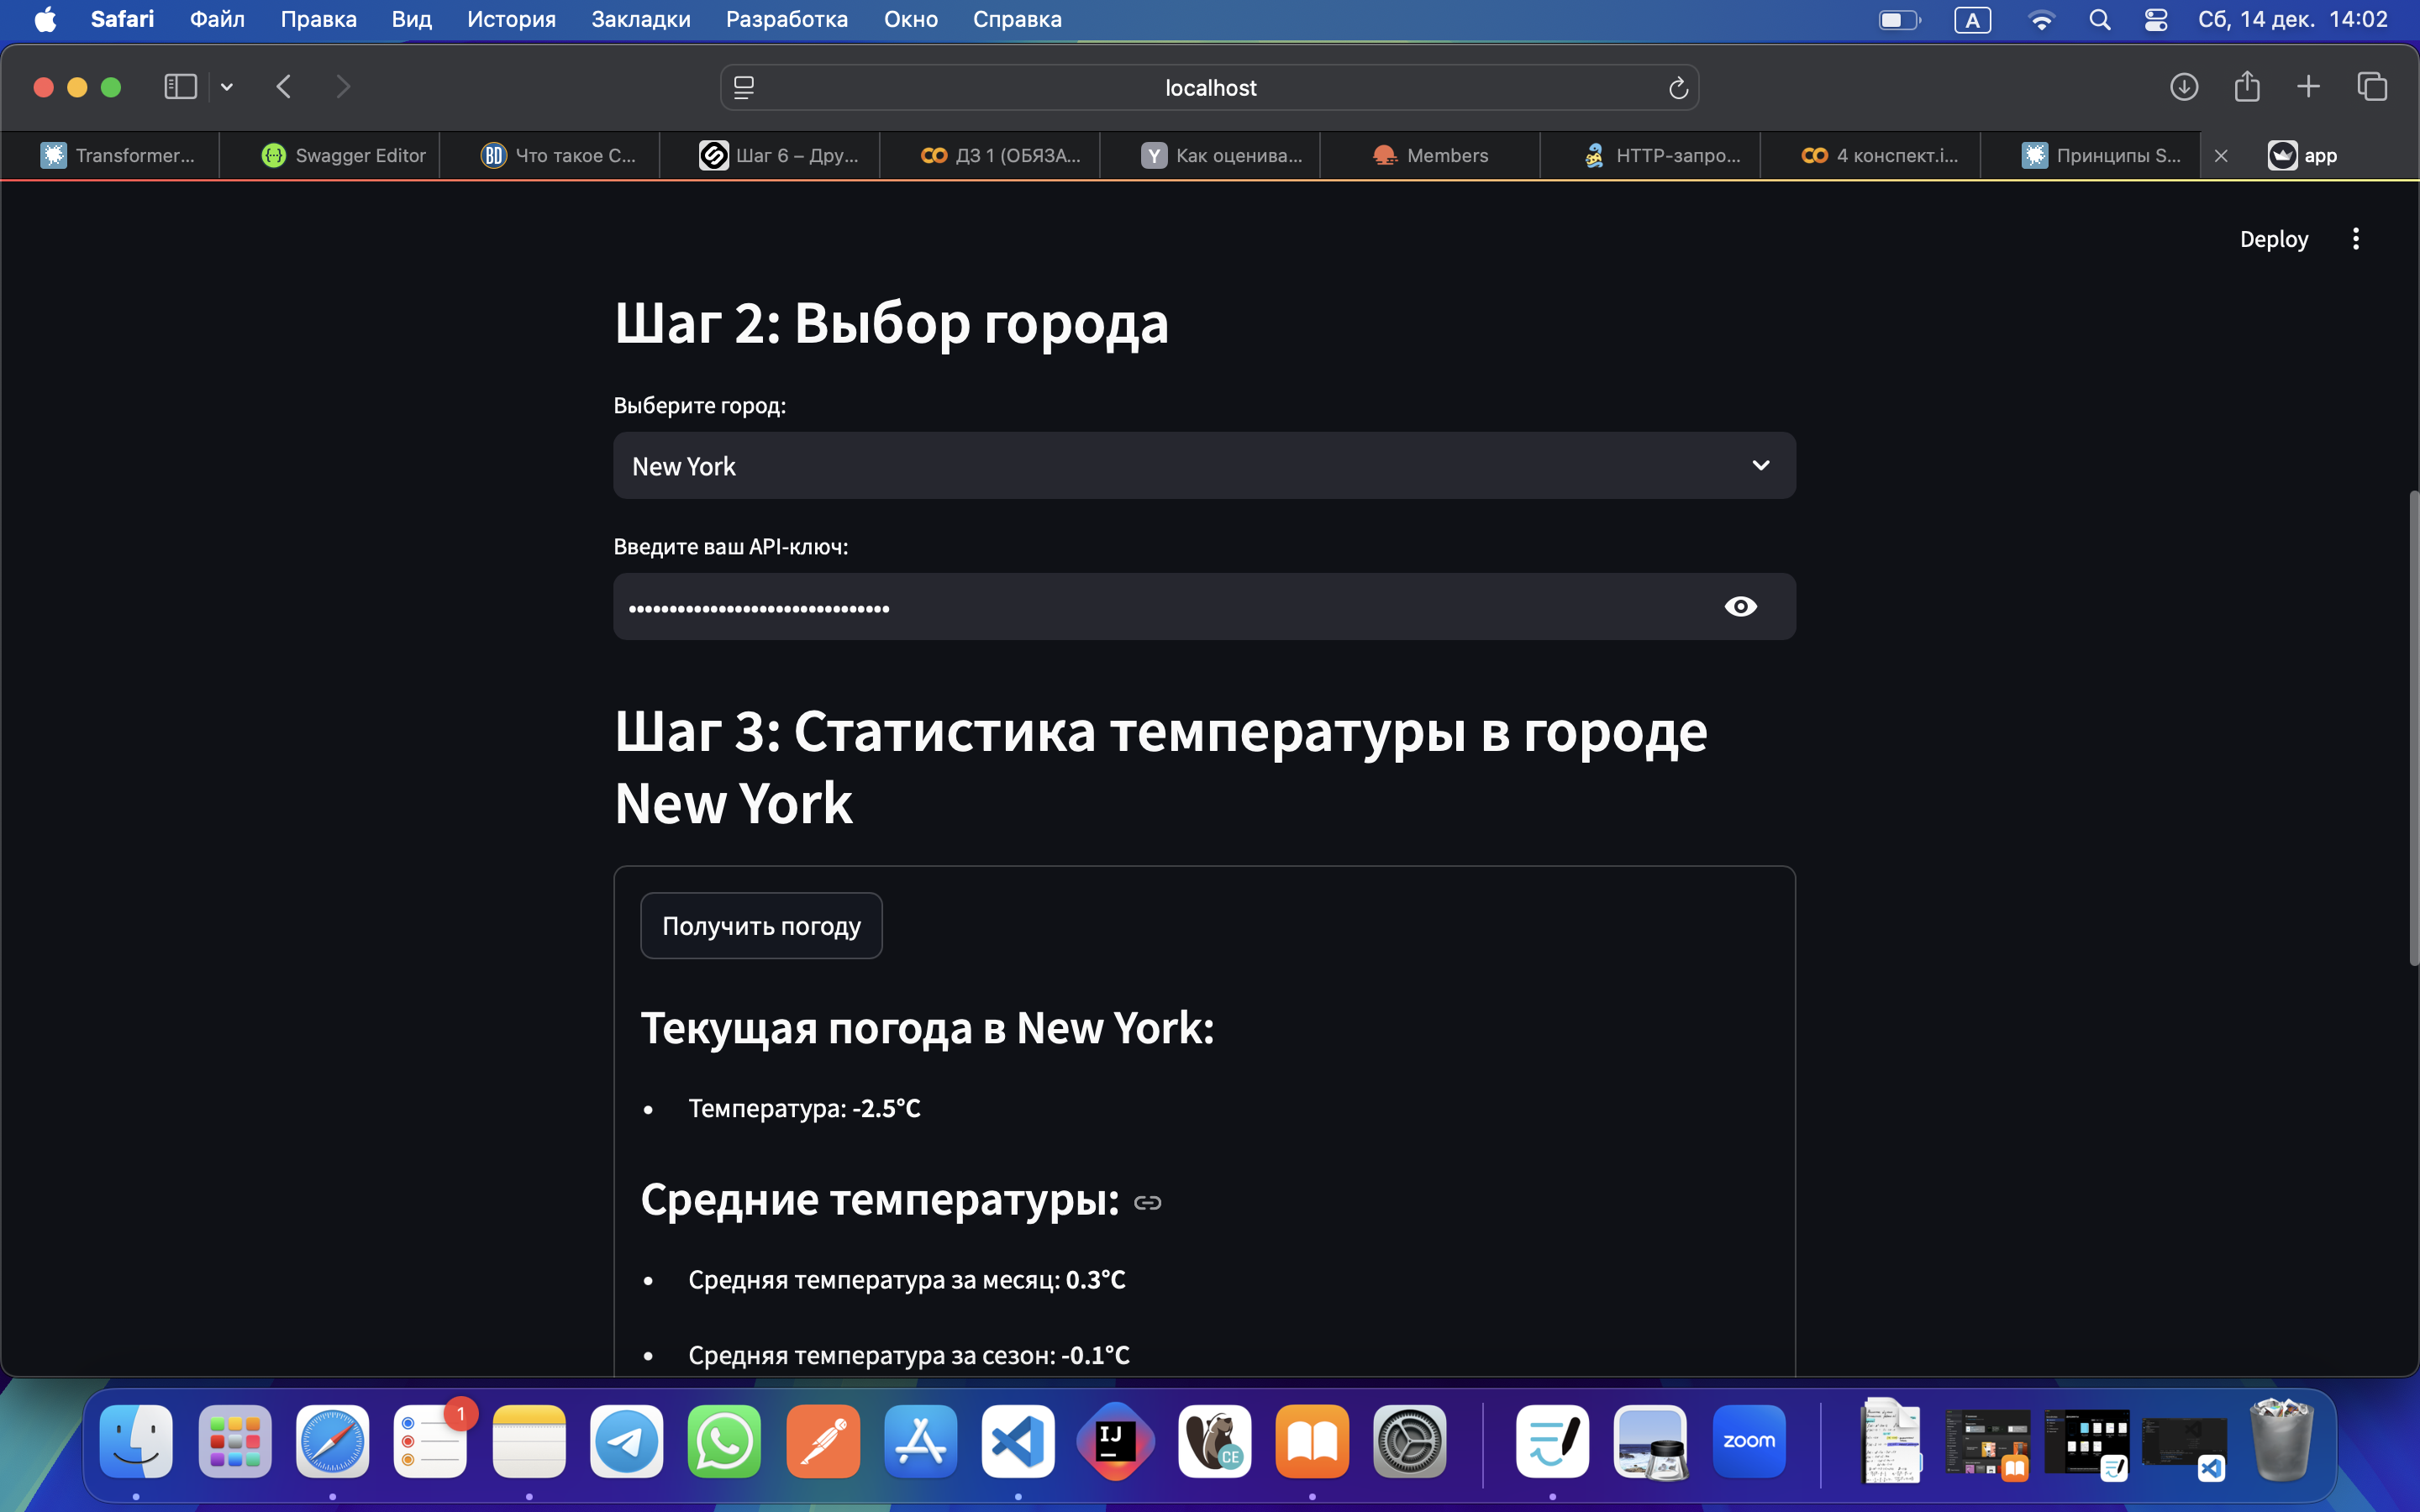 Safari Файл Правка Вид История Закладки Разработка Окно Справка A Сб, 14 дек. 14:02
localhost
Transformer... {··} Swagger Editor BD Что такое С... Шаг 6 – Дру... ДЗ 1 (ОБЯЗА... Y Как оценива... Members HTTP-запро... 4 конспект.i... Принципы S... app
Deploy
Шаг 2: Выбор города
Выберите город:
New York
Введите ваш API-ключ:
••••••••••••••••••••••••••••••••
Шаг 3: Статистика температуры в городе
New York
Получить погоду
Текущая погода в New York:
• Температура: -2.5°C
Средние температуры:
• Средняя температура за месяц: 0.3°C
• Средняя температура за сезон: -0.1°C
1
IJ
CE
zoom